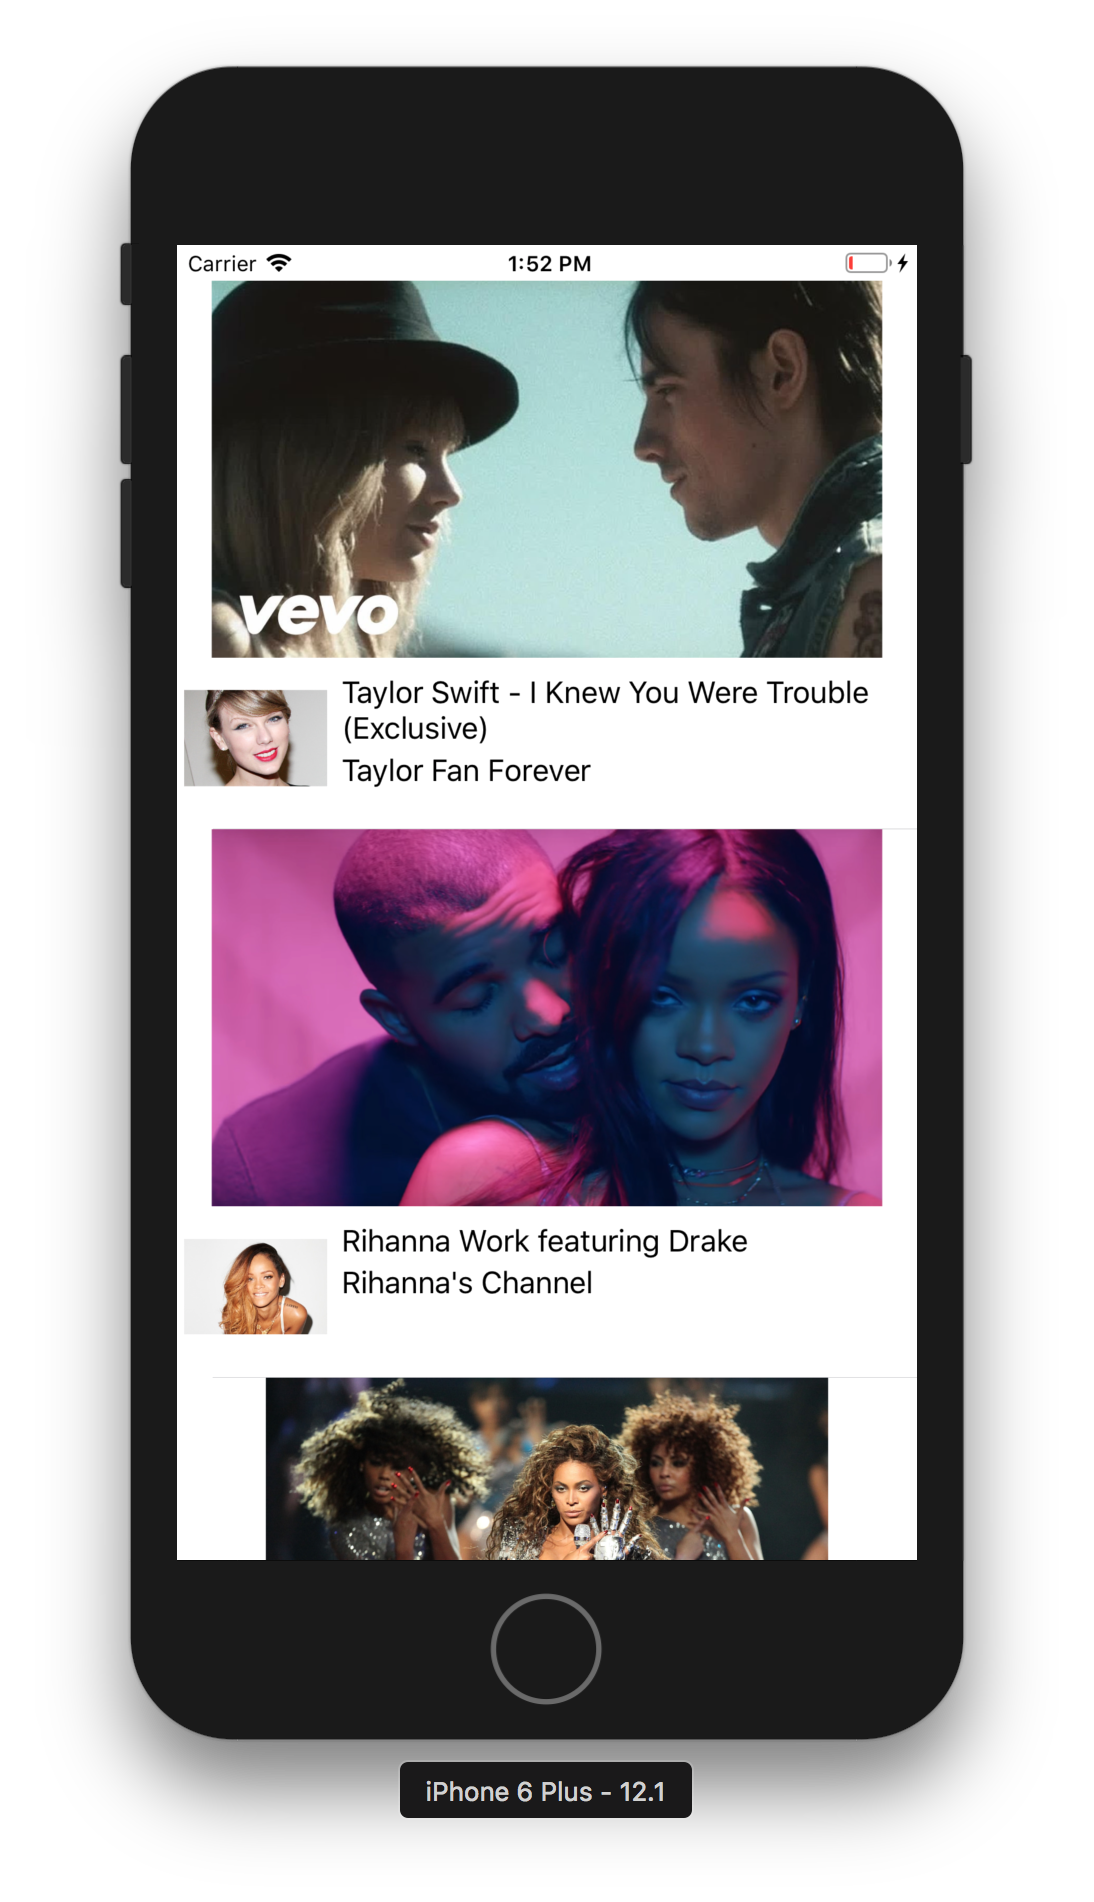 Carrier 1:52 PM
vevo
Taylor Swift - I Knew You Were Trouble
(Exclusive)
Taylor Fan Forever
Rihanna Work featuring Drake
Rihanna's Channel
iPhone 6 Plus - 12.1